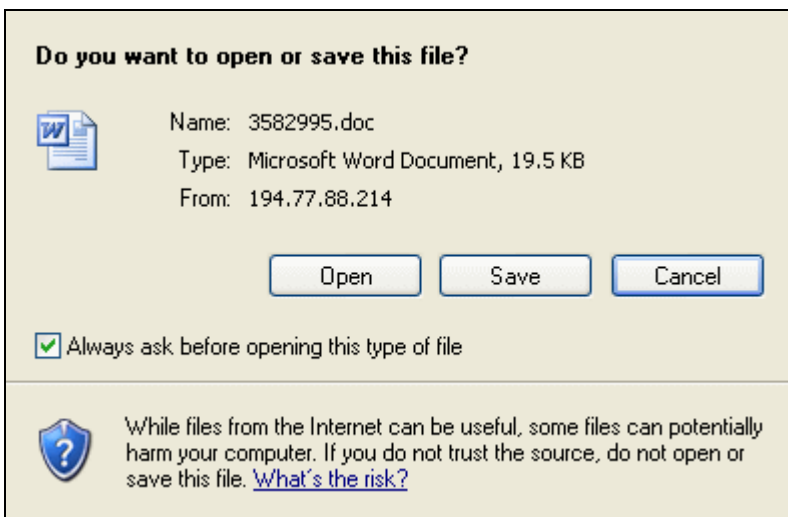 Do you want to open or save this file?
Name: 3582995.doc
Type: Microsoft Word Document, 19.5 KB
From: 194.77.88.214
Open Save Cancel
Always ask before opening this type of file
While files from the Internet can be useful, some files can potentially
harm your computer. If you do not trust the source, do not open or
save this file. What´s the risk?